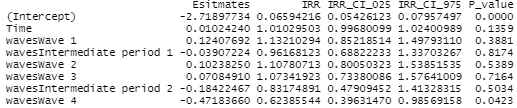 Esitmates IRR IRR_CI_025 IRR_CI_975 P_value
(Intercept) -2.71897734 0.06594216 0.05426123 0.07957497 0.0000
Time 0.01024240 1.01029503 0.99680099 1.02400989 0.1359
wavesWave 1 0.12407692 1.13210294 0.85218514 1.49793110 0.3881
wavesIntermediate period 1 -0.03907224 0.96168123 0.68822233 1.33703267 0.8174
wavesWave 2 0.10238250 1.10780713 0.80050323 1.53851535 0.5389
wavesWave 3 0.07084910 1.07341923 0.73380086 1.57641009 0.7164
wavesIntermediate period 2 -0.18422467 0.83174891 0.47909452 1.41328315 0.5034
wavesWave 4 -0.47183660 0.62385544 0.39631470 0.98569158 0.0423